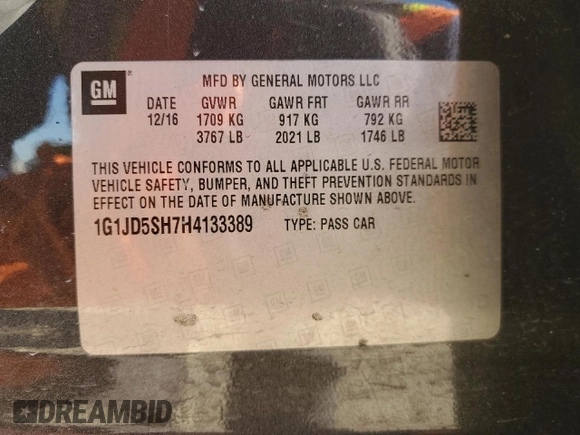 GM
MFD BY GENERAL MOTORS LLC
DATE GVWR GAWR FRT GAWR RR
12/16 1709 KG 917 KG 792 KG
3767 LB 2021 LB 1746 LB
THIS VEHICLE CONFORMS TO ALL APPLICABLE U.S. FEDERAL MOTOR
VEHICLE SAFETY, BUMPER, AND THEFT PREVENTION STANDARDS IN
EFFECT ON THE DATE OF MANUFACTURE SHOWN ABOVE.
1G1JD5SH7H4133389 TYPE: PASS CAR
DREAMBID